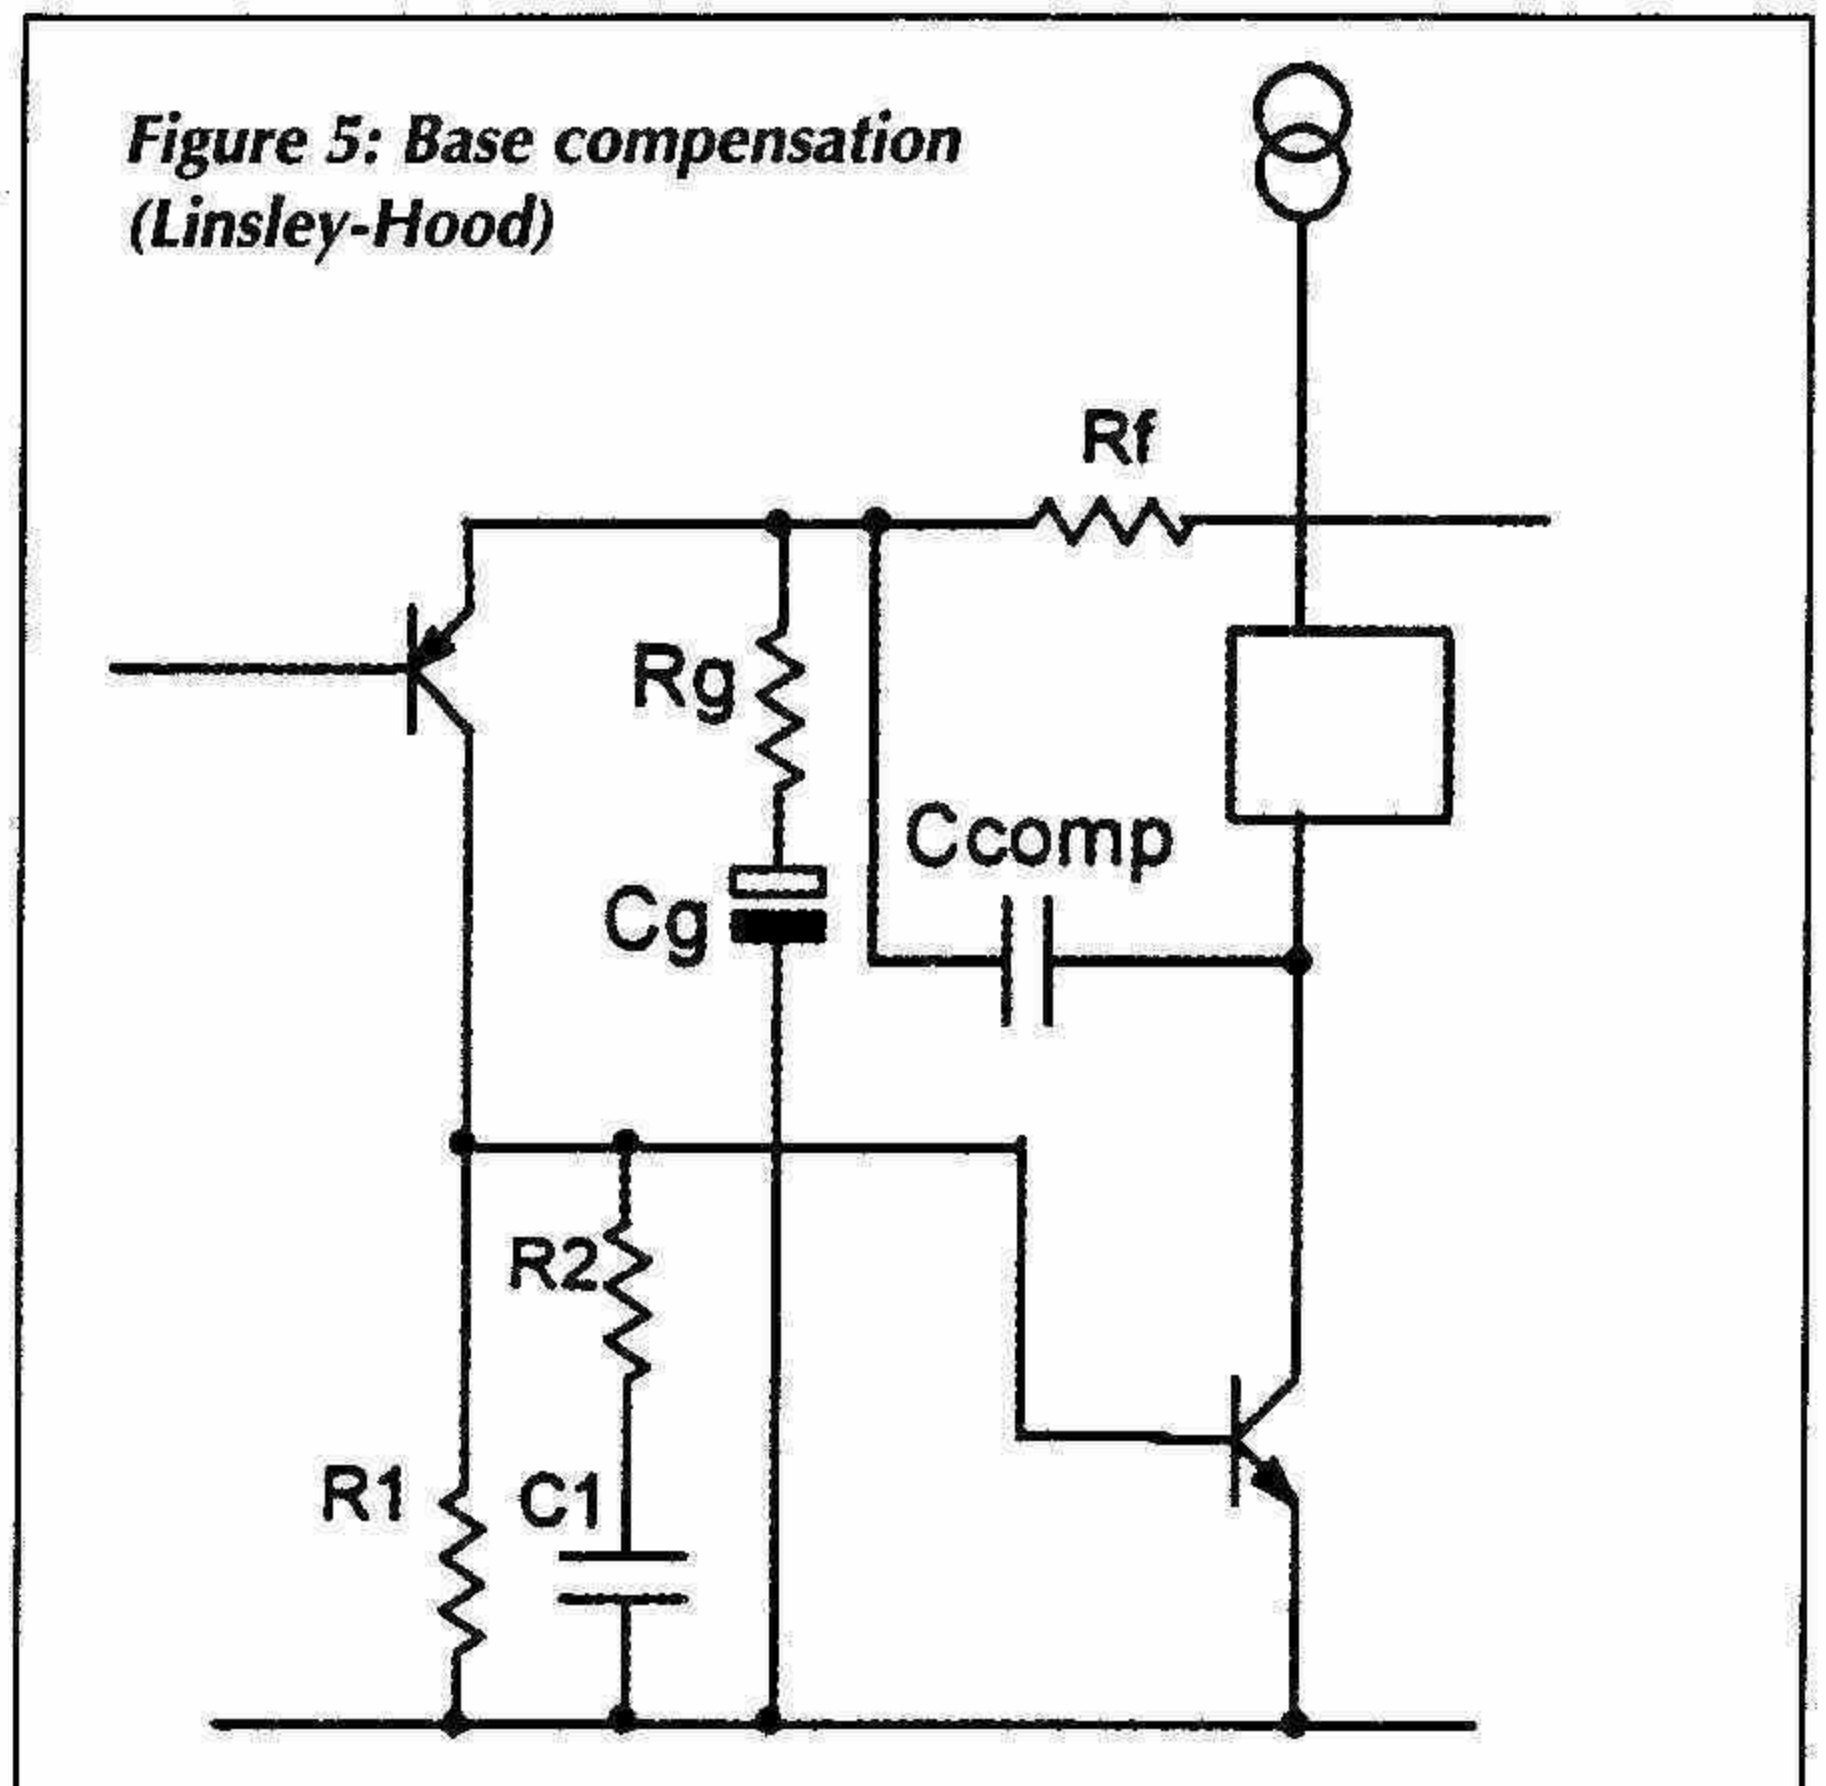 Figure 5: Base compensation
(Linsley-Hood)
Rf
Rg
Ccomp
Cg
R2
R1
C1